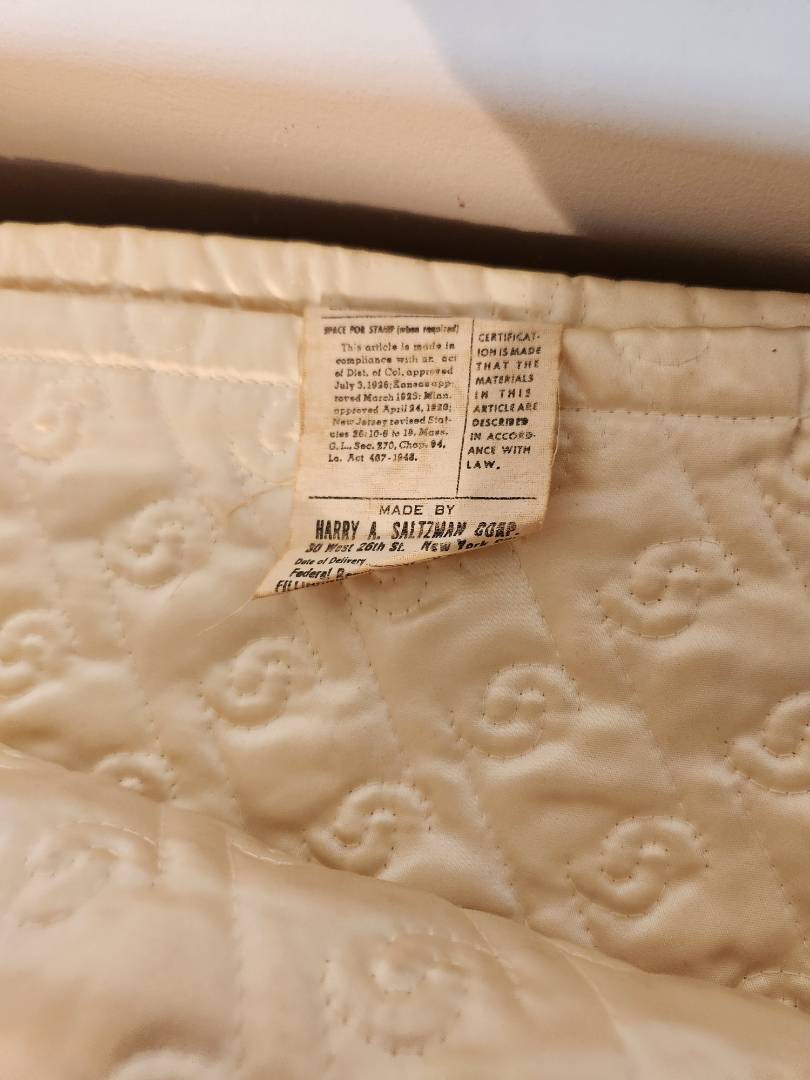 SPACE FOR STAMP (when required)
This article is made in
compliance with an act
of Dist. of Col. approved
July 3, 1926; Kansas app-
roved March 1923; Minn.
approved April 24, 1929;
New Jersey revised Stat-
utes 26:10-6 to 18, Mass.
G. L., Sec. 270, Chap. 94,
La. Act 467-1948.
CERTIFICAT-
ION IS MADE
THAT THE
MATERIALS
IN THIS
ARTICLE ARE
DESCRIBED
IN ACCORD-
ANCE WITH
LAW.
MADE BY
HARRY A. SALTZMAN CORP.
30 West 26th St. New York
Date of Delivery
Federal